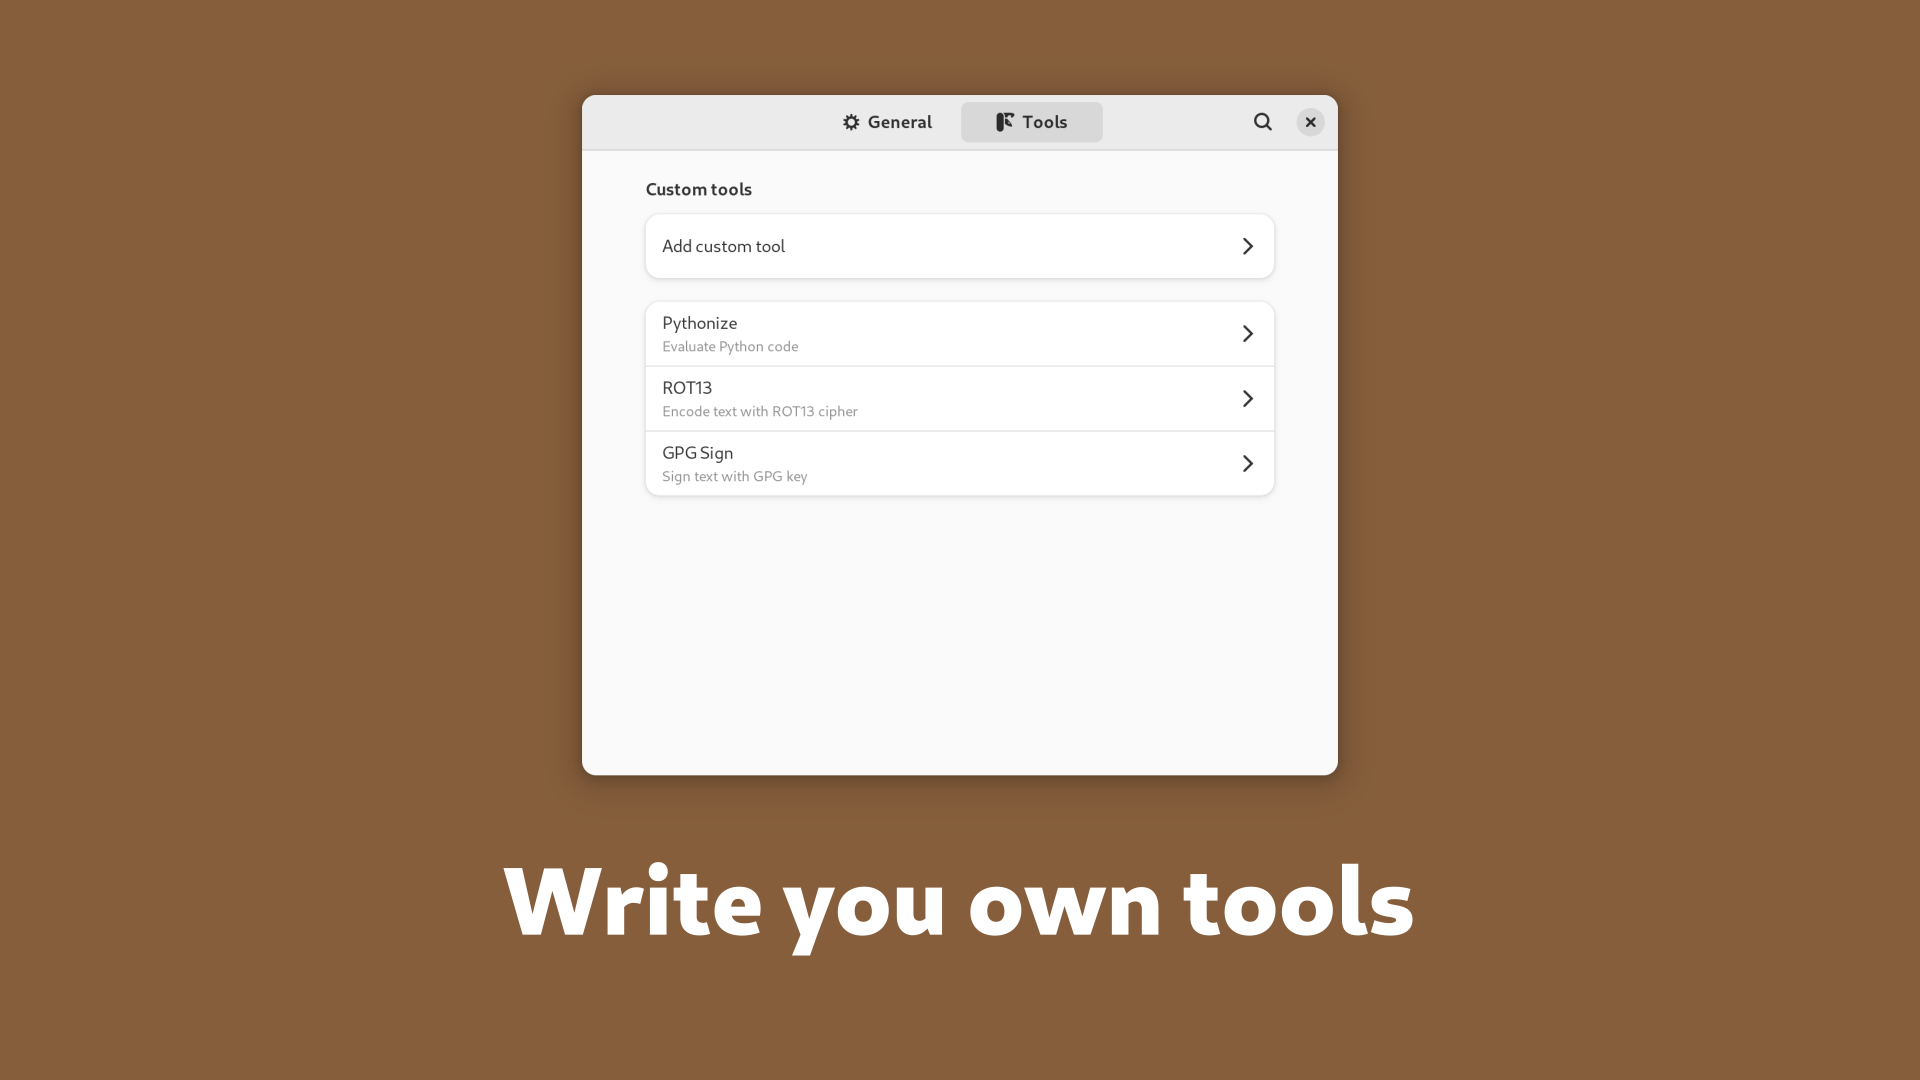 General
Tools
Custom tools
Add custom tool
Pythonize
Evaluate Python code
ROT13
Encode text with ROT13 cipher
GPG Sign
Sign text with GPG key
Write you own tools